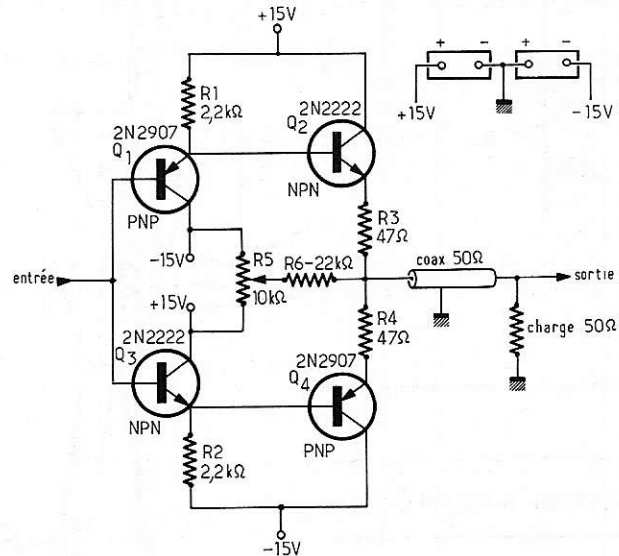 +15V
+ - + -
+15V
-15V
R1
2,2kΩ
2N2907
Q1
PNP
2N2222
Q2
NPN
R3
47Ω
-15V
R5
10kΩ
R6-22kΩ
entrée
coax 50Ω
sortie
+15V
R4
47Ω
charge 50Ω
2N2222
Q3
NPN
2N2907
Q4
PNP
R2
2,2kΩ
-15V